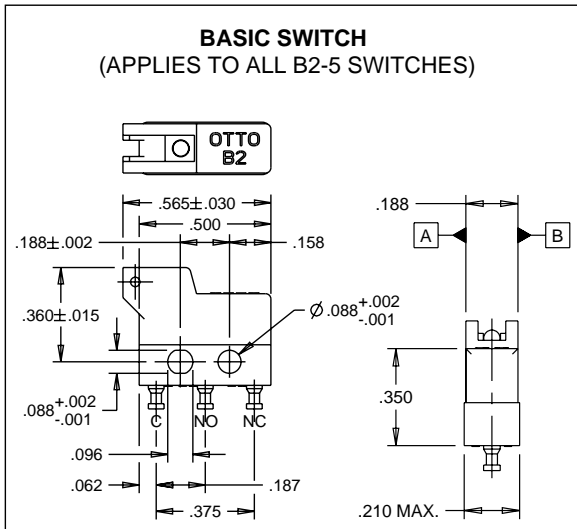 BASIC SWITCH
(APPLIES TO ALL B2-5 SWITCHES)
OTTO
B2
.565±.030
.500
.188
.188±.002
.158
A
B
.360±.015
Ø .088+.002
-.001
.088+.002
-.001
.350
C
NO
NC
.096
.062
.187
.375
.210 MAX.